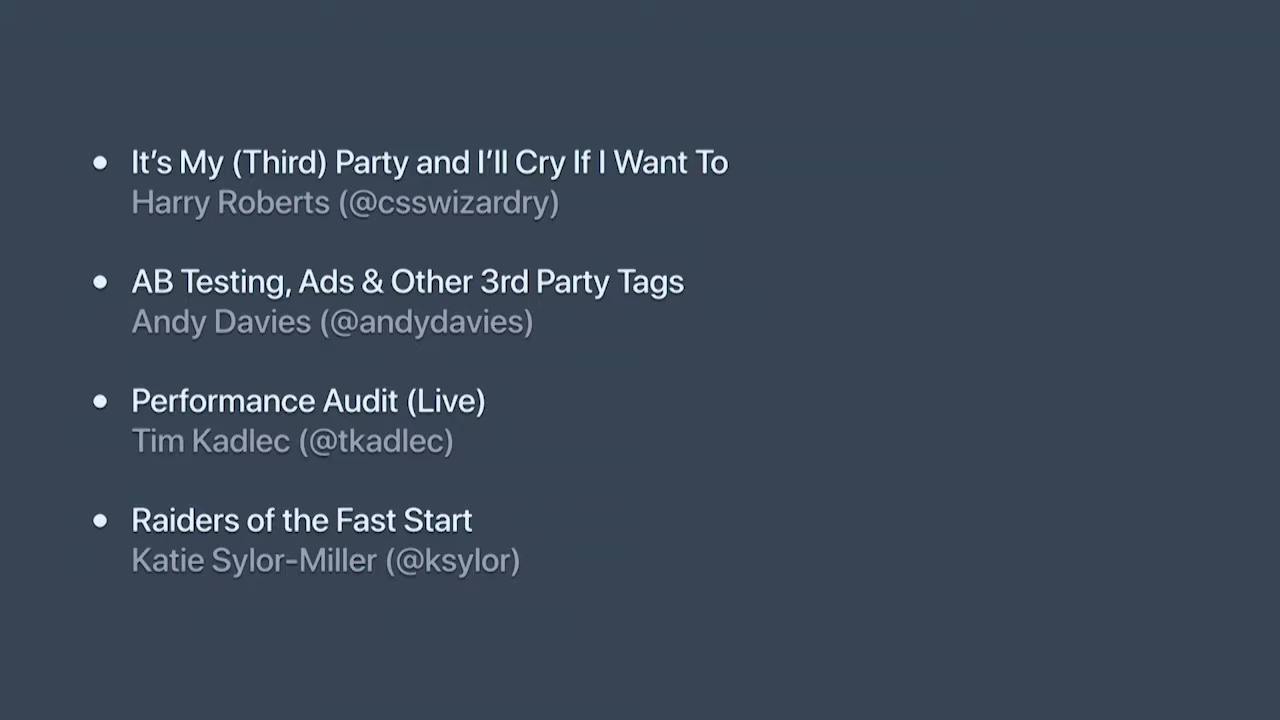 • It’s My (Third) Party and I’ll Cry If I Want To
Harry Roberts (@csswizardry)
• AB Testing, Ads & Other 3rd Party Tags
Andy Davies (@andydavies)
• Performance Audit (Live)
Tim Kadlec (@tkadlec)
• Raiders of the Fast Start
Katie Sylor-Miller (@ksylor)